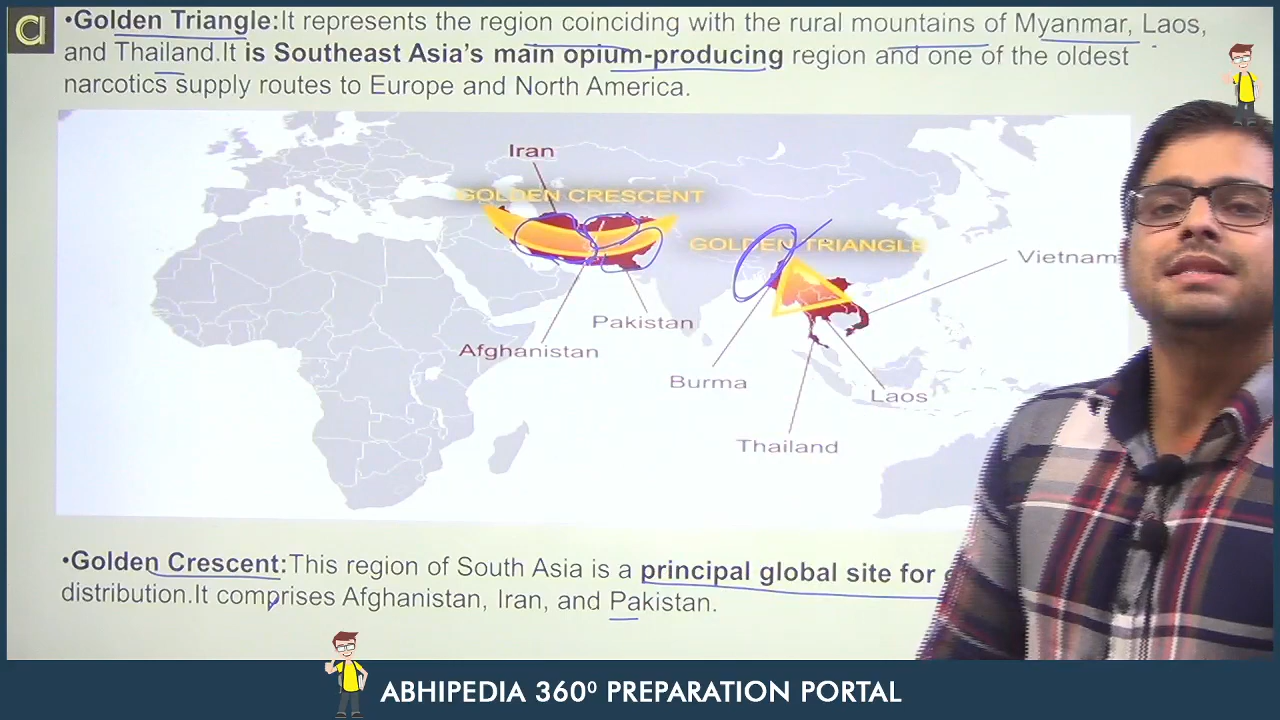 a
•Golden Triangle:It represents the region coinciding with the rural mountains of Myanmar, Laos,
and Thailand.It is Southeast Asia's main opium-producing region and one of the oldest
narcotics supply routes to Europe and North America.
Iran
GOLDEN CRESCENT
GOLDEN TRIANGLE
Vietnam
Pakistan
Afghanistan
Burma
Laos
Thailand
•Golden Crescent:This region of South Asia is a principal global site for
distribution.It comprises Afghanistan, Iran, and Pakistan.
ABHIPEDIA 360⁰ PREPARATION PORTAL